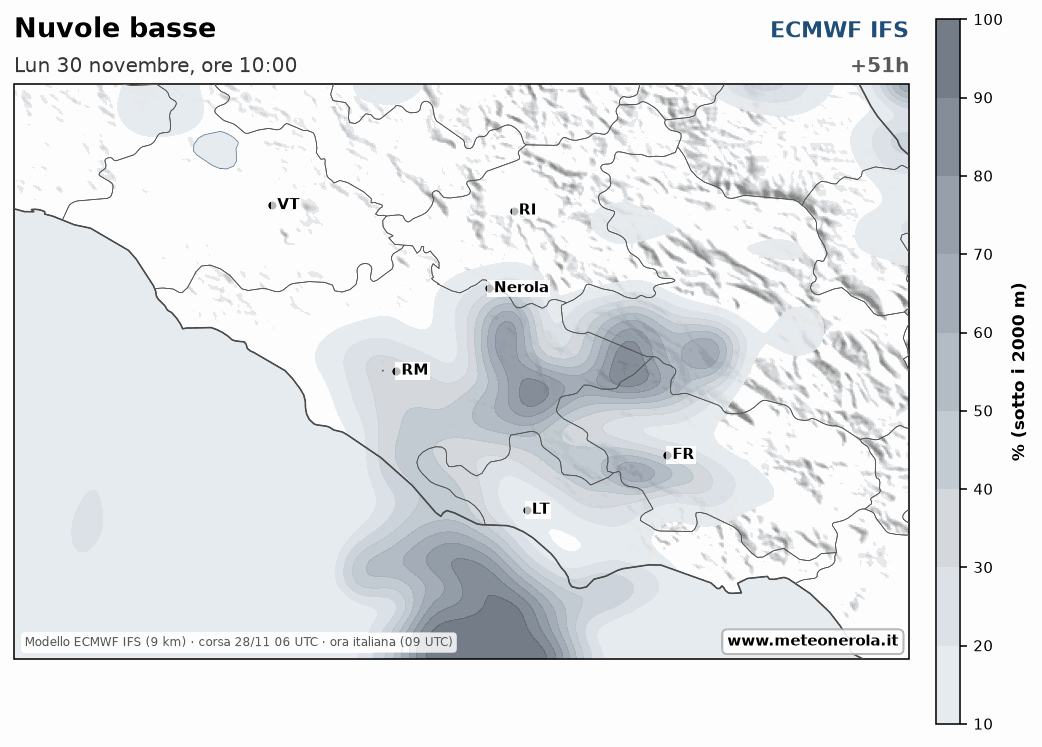 Nuvole basse
ECMWF IFS
Lun 30 novembre, ore 10:00
+51h
VT
RI
Nerola
RM
FR
LT
Modello ECMWF IFS (9 km) · corsa 28/11 06 UTC · ora italiana (09 UTC)
www.meteonerola.it
100
90
80
70
60
50
40
30
20
10
% (sotto i 2000 m)